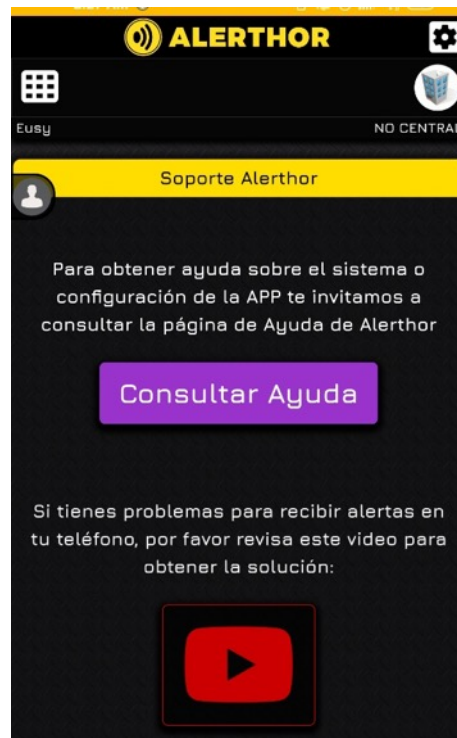 ALERTHOR
Eusy
NO CENTRAL
Soporte Alerthor
Para obtener ayuda sobre el sistema o
configuración de la APP te invitamos a
consultar la página de Ayuda de Alerthor
Consultar Ayuda
Si tienes problemas para recibir alertas en
tu teléfono, por favor revisa este video para
obtener la solución: